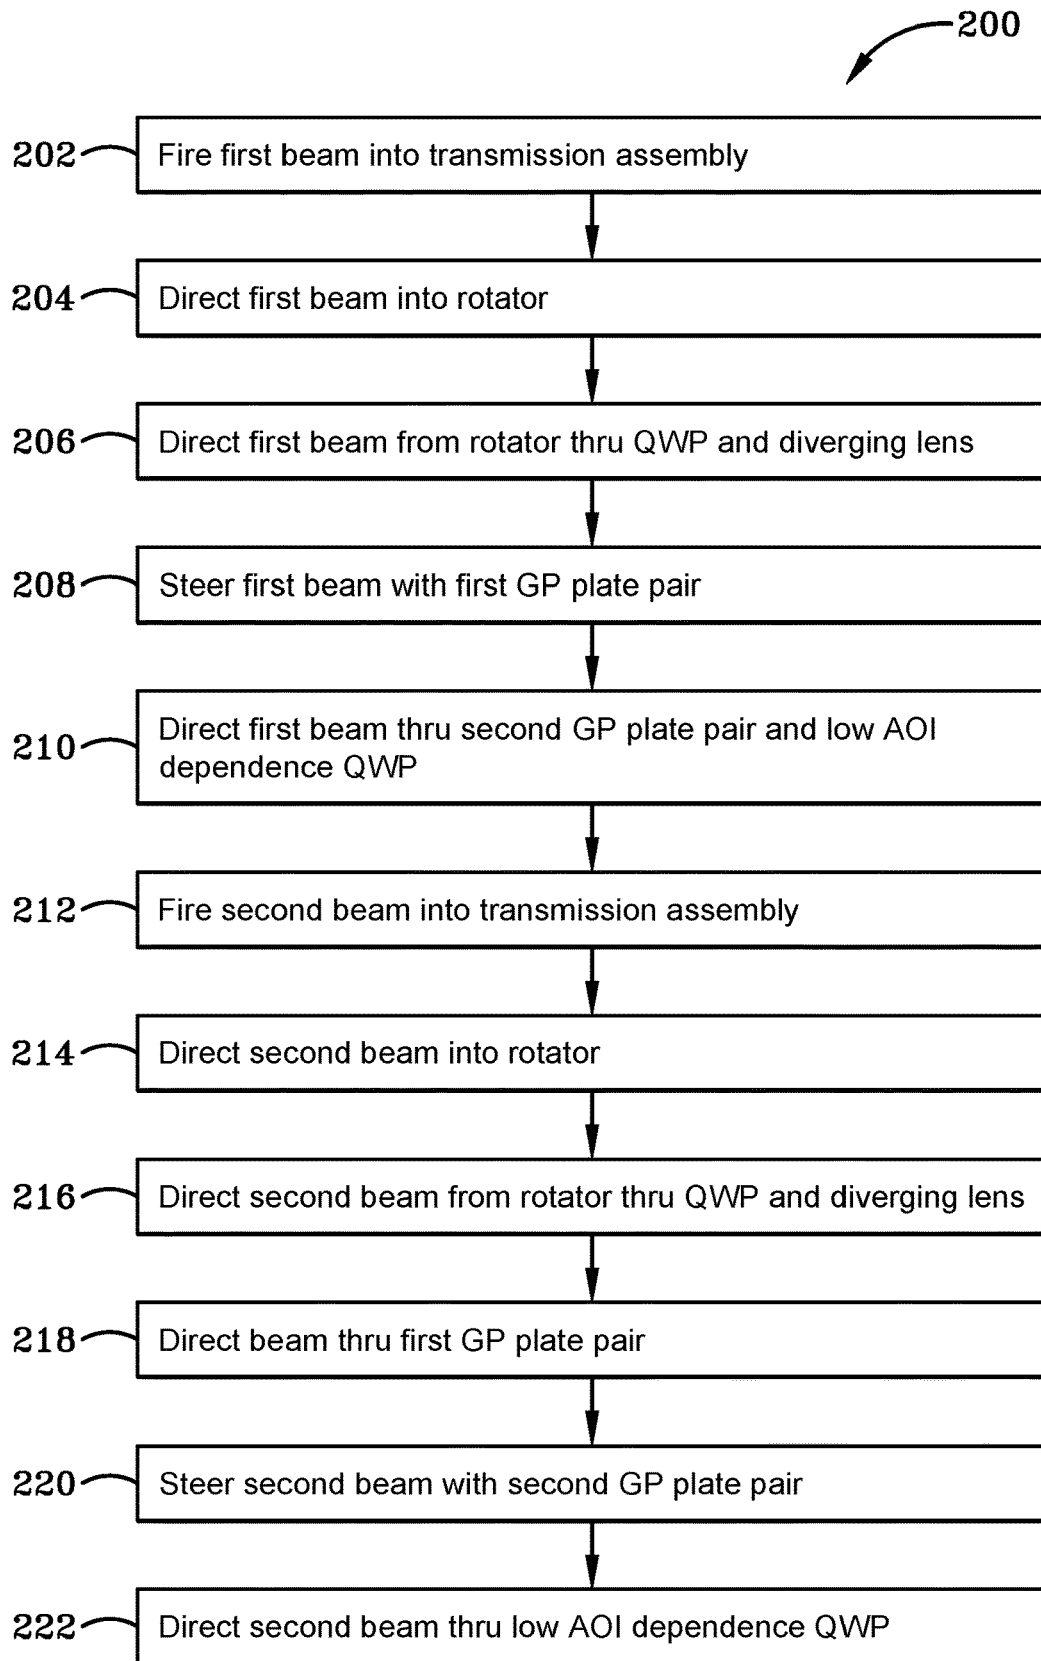 200
202 Fire first beam into transmission assembly
204 Direct first beam into rotator
206 Direct first beam from rotator thru QWP and diverging lens
208 Steer first beam with first GP plate pair
210 Direct first beam thru second GP plate pair and low AOI
dependence QWP
212 Fire second beam into transmission assembly
214 Direct second beam into rotator
216 Direct second beam from rotator thru QWP and diverging lens
218 Direct beam thru first GP plate pair
220 Steer second beam with second GP plate pair
222 Direct second beam thru low AOI dependence QWP